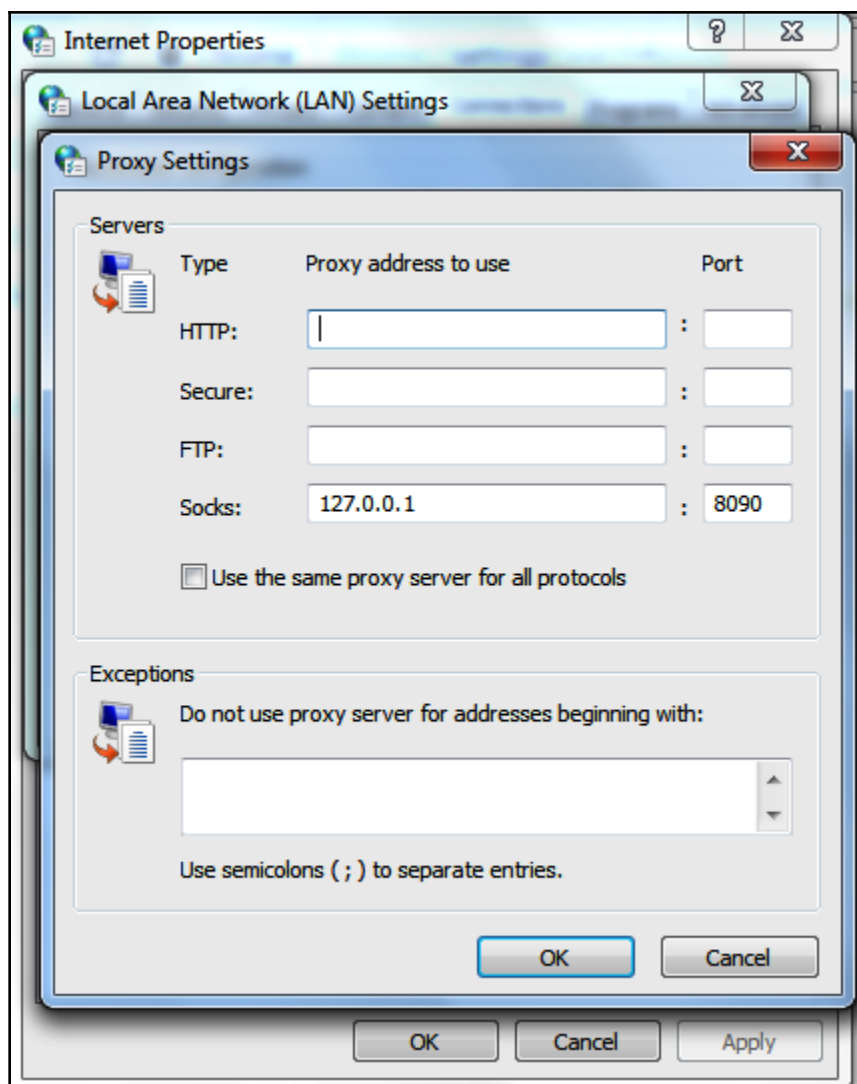 Internet Properties
Local Area Network (LAN) Settings
Proxy Settings
Servers
Type Proxy address to use Port
HTTP: :
Secure: :
FTP: :
Socks: 127.0.0.1 : 8090
Use the same proxy server for all protocols
Exceptions
Do not use proxy server for addresses beginning with:
Use semicolons ( ; ) to separate entries.
OK Cancel
OK Cancel Apply